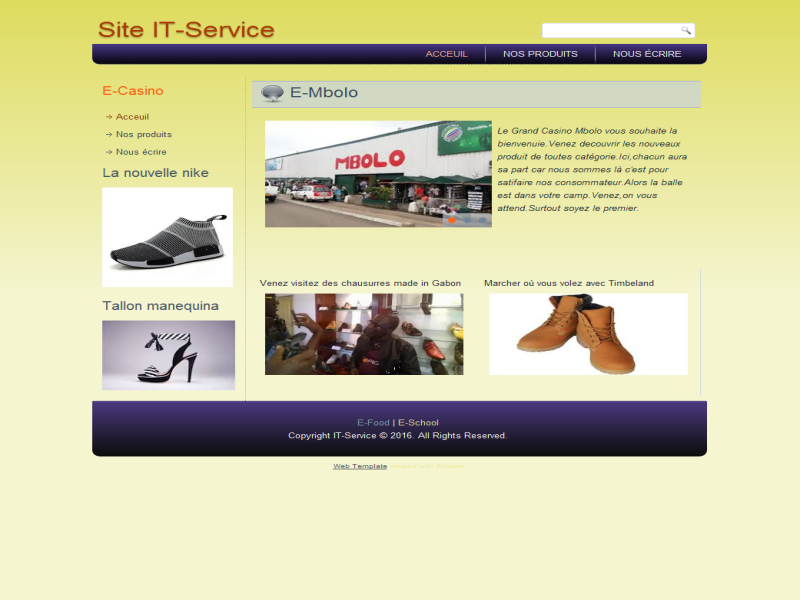 Site IT-Service
ACCEUIL
NOS PRODUITS
NOUS ÉCRIRE
E-Casino
Acceuil
Nos produits
Nous écrire
La nouvelle nike
Tallon manequina
E-Mbolo
MBOLO
Le Grand Casino Mbolo vous souhaite la
bienvenuie.Venez decouvrir les nouveaux
produit de toutes catégorie.Ici,chacun aura
sa part car nous sommes là c'est pour
satifaire nos consommateur.Alors la balle
est dans votre camp.Venez,on vous
attend.Surtout soyez le premier.
Venez visitez des chausurres made in Gabon
Marcher où vous volez avec Timbeland
E-Food | E-School
Copyright IT-Service © 2016. All Rights Reserved.
Web Template